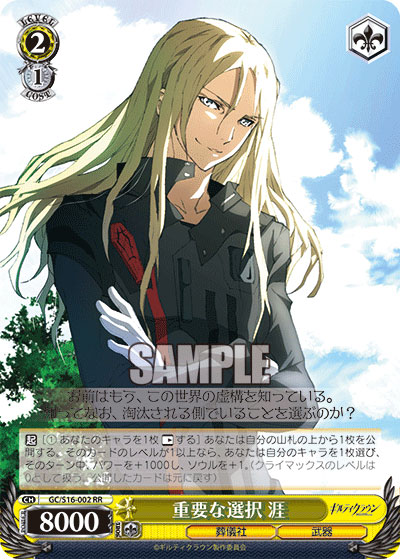 LEVEL
2
1
COST
SAMPLE
お前はもう、この世界の虚構を知っている。
ってなお、淘汰される側でいることを選ぶのか？
起［① あなたのキャラを1枚 する］ あなたは自分の山札の上から1枚を公
開する。そのカードのレベルが1以上なら、あなたは自分のキャラを1枚選び、
そのターン中、パワーを＋1000し、ソウルを＋1。（クライマックスのレベルは
0として扱う。公開したカードは元に戻す）
CH GC/S16-002 RR
8000
重要な選択 涯
ギルティクラウン
葬儀社
武器
©ギルティクラウン製作委員会